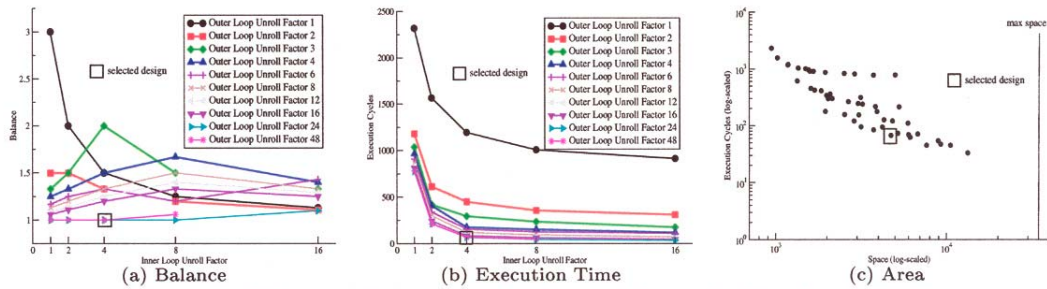 Balance
3
2.5
2
1.5
1
0
1
2
4
8
16
Inner Loop Unroll Factor
Outer Loop Unroll Factor 1
Outer Loop Unroll Factor 2
Outer Loop Unroll Factor 3
Outer Loop Unroll Factor 4
Outer Loop Unroll Factor 6
Outer Loop Unroll Factor 8
Outer Loop Unroll Factor 12
Outer Loop Unroll Factor 16
Outer Loop Unroll Factor 24
Outer Loop Unroll Factor 48
selected design
(a) Balance
Execution Cycles
2500
2000
1500
1000
500
0
0
1
2
4
8
16
Inner Loop Unroll Factor
Outer Loop Unroll Factor 1
Outer Loop Unroll Factor 2
Outer Loop Unroll Factor 3
Outer Loop Unroll Factor 4
Outer Loop Unroll Factor 6
Outer Loop Unroll Factor 8
Outer Loop Unroll Factor 12
Outer Loop Unroll Factor 16
Outer Loop Unroll Factor 24
Outer Loop Unroll Factor 48
selected design
(b) Execution Time
Execution Cycles (log-scaled)
10⁴
10³
10²
10¹
10⁰
10³
10⁴
Space (log-scaled)
max space
selected design
(c) Area